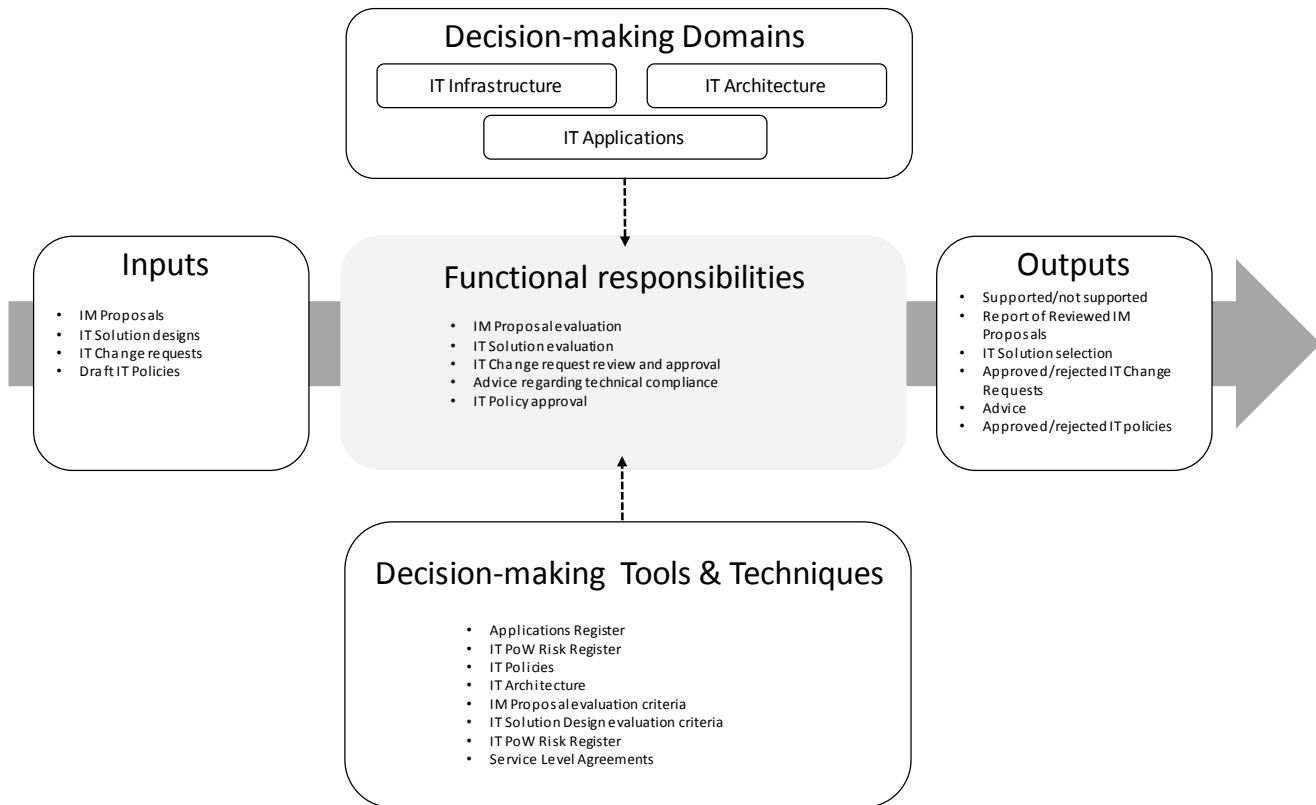 Decision-making Domains
IT Infrastructure
IT Architecture
IT Applications
Inputs
• IM Proposals
• IT Solution designs
• IT Change requests
• Draft IT Policies
Functional responsibilities
• IM Proposal evaluation
• IT Solution evaluation
• IT Change request review and approval
• Advice regarding technical compliance
• IT Policy approval
Outputs
• Supported/not supported
• Report of Reviewed IM
Proposals
• IT Solution selection
• Approved/rejected IT Change
Requests
• Advice
• Approved/rejected IT policies
Decision-making Tools & Techniques
• Applications Register
• IT PoW Risk Register
• IT Policies
• IT Architecture
• IM Proposal evaluation criteria
• IT Solution Design evaluation criteria
• IT PoW Risk Register
• Service Level Agreements